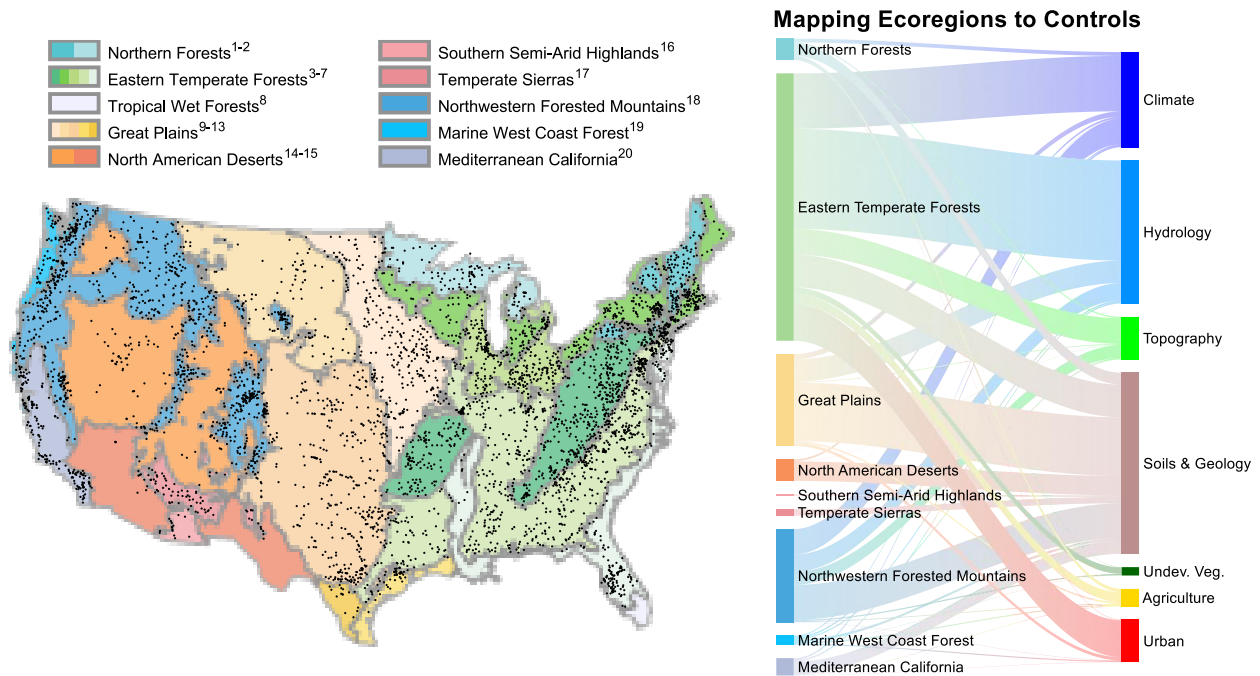 Northern Forests1-2
Eastern Temperate Forests3-7
Tropical Wet Forests8
Great Plains9-13
North American Deserts14-15
Southern Semi-Arid Highlands16
Temperate Sierras17
Northwestern Forested Mountains18
Marine West Coast Forest19
Mediterranean California20
Mapping Ecoregions to Controls
Northern Forests
Eastern Temperate Forests
Great Plains
North American Deserts
Southern Semi-Arid Highlands
Temperate Sierras
Northwestern Forested Mountains
Marine West Coast Forest
Mediterranean California
Climate
Hydrology
Topography
Soils & Geology
Undev. Veg.
Agriculture
Urban